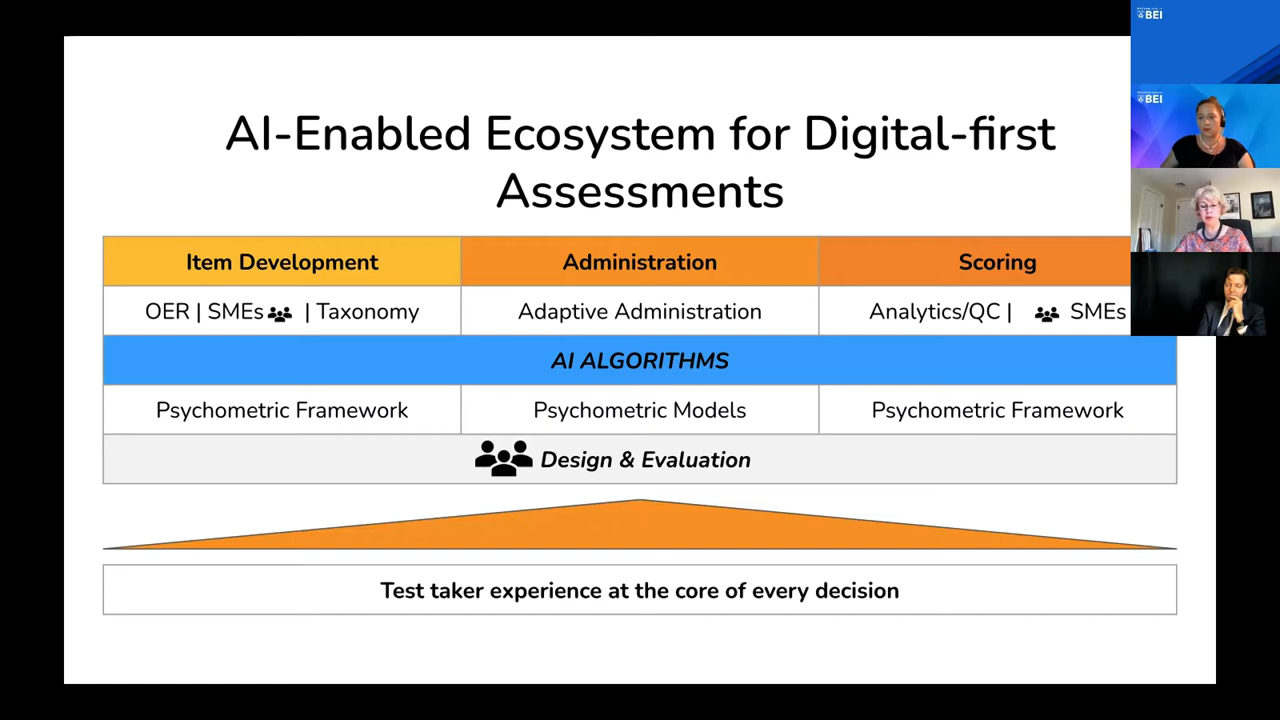 AI-Enabled Ecosystem for Digital-first
Assessments
Item Development
Administration
Scoring
OER | SMEs | Taxonomy
Adaptive Administration
Analytics/QC | SMEs
AI ALGORITHMS
Psychometric Framework
Psychometric Models
Psychometric Framework
Design & Evaluation
Test taker experience at the core of every decision
BEI
BEI